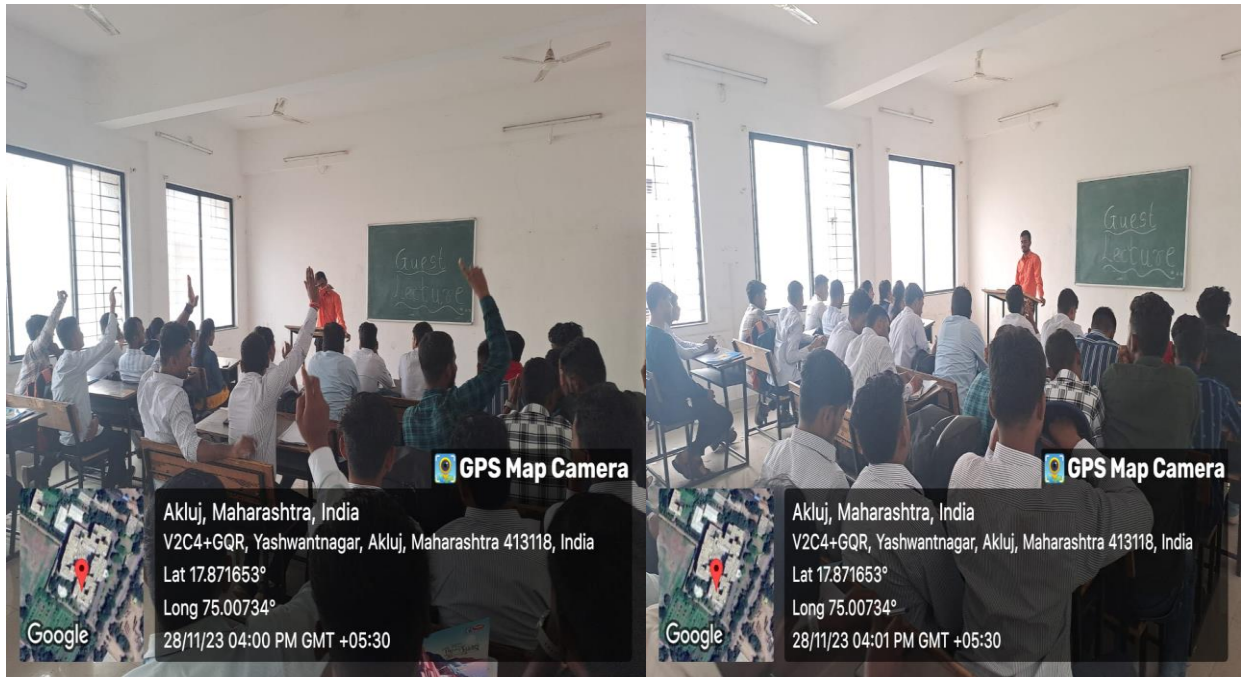 Guest
Lecture
GPS Map Camera
Akluj, Maharashtra, India
V2C4+GQR, Yashwantnagar, Akluj, Maharashtra 413118, India
Lat 17.871653°
Long 75.00734°
28/11/23 04:00 PM GMT +05:30
Google
Guest
Lecture
GPS Map Camera
Akluj, Maharashtra, India
V2C4+GQR, Yashwantnagar, Akluj, Maharashtra 413118, India
Lat 17.871653°
Long 75.00734°
28/11/23 04:01 PM GMT +05:30
Google